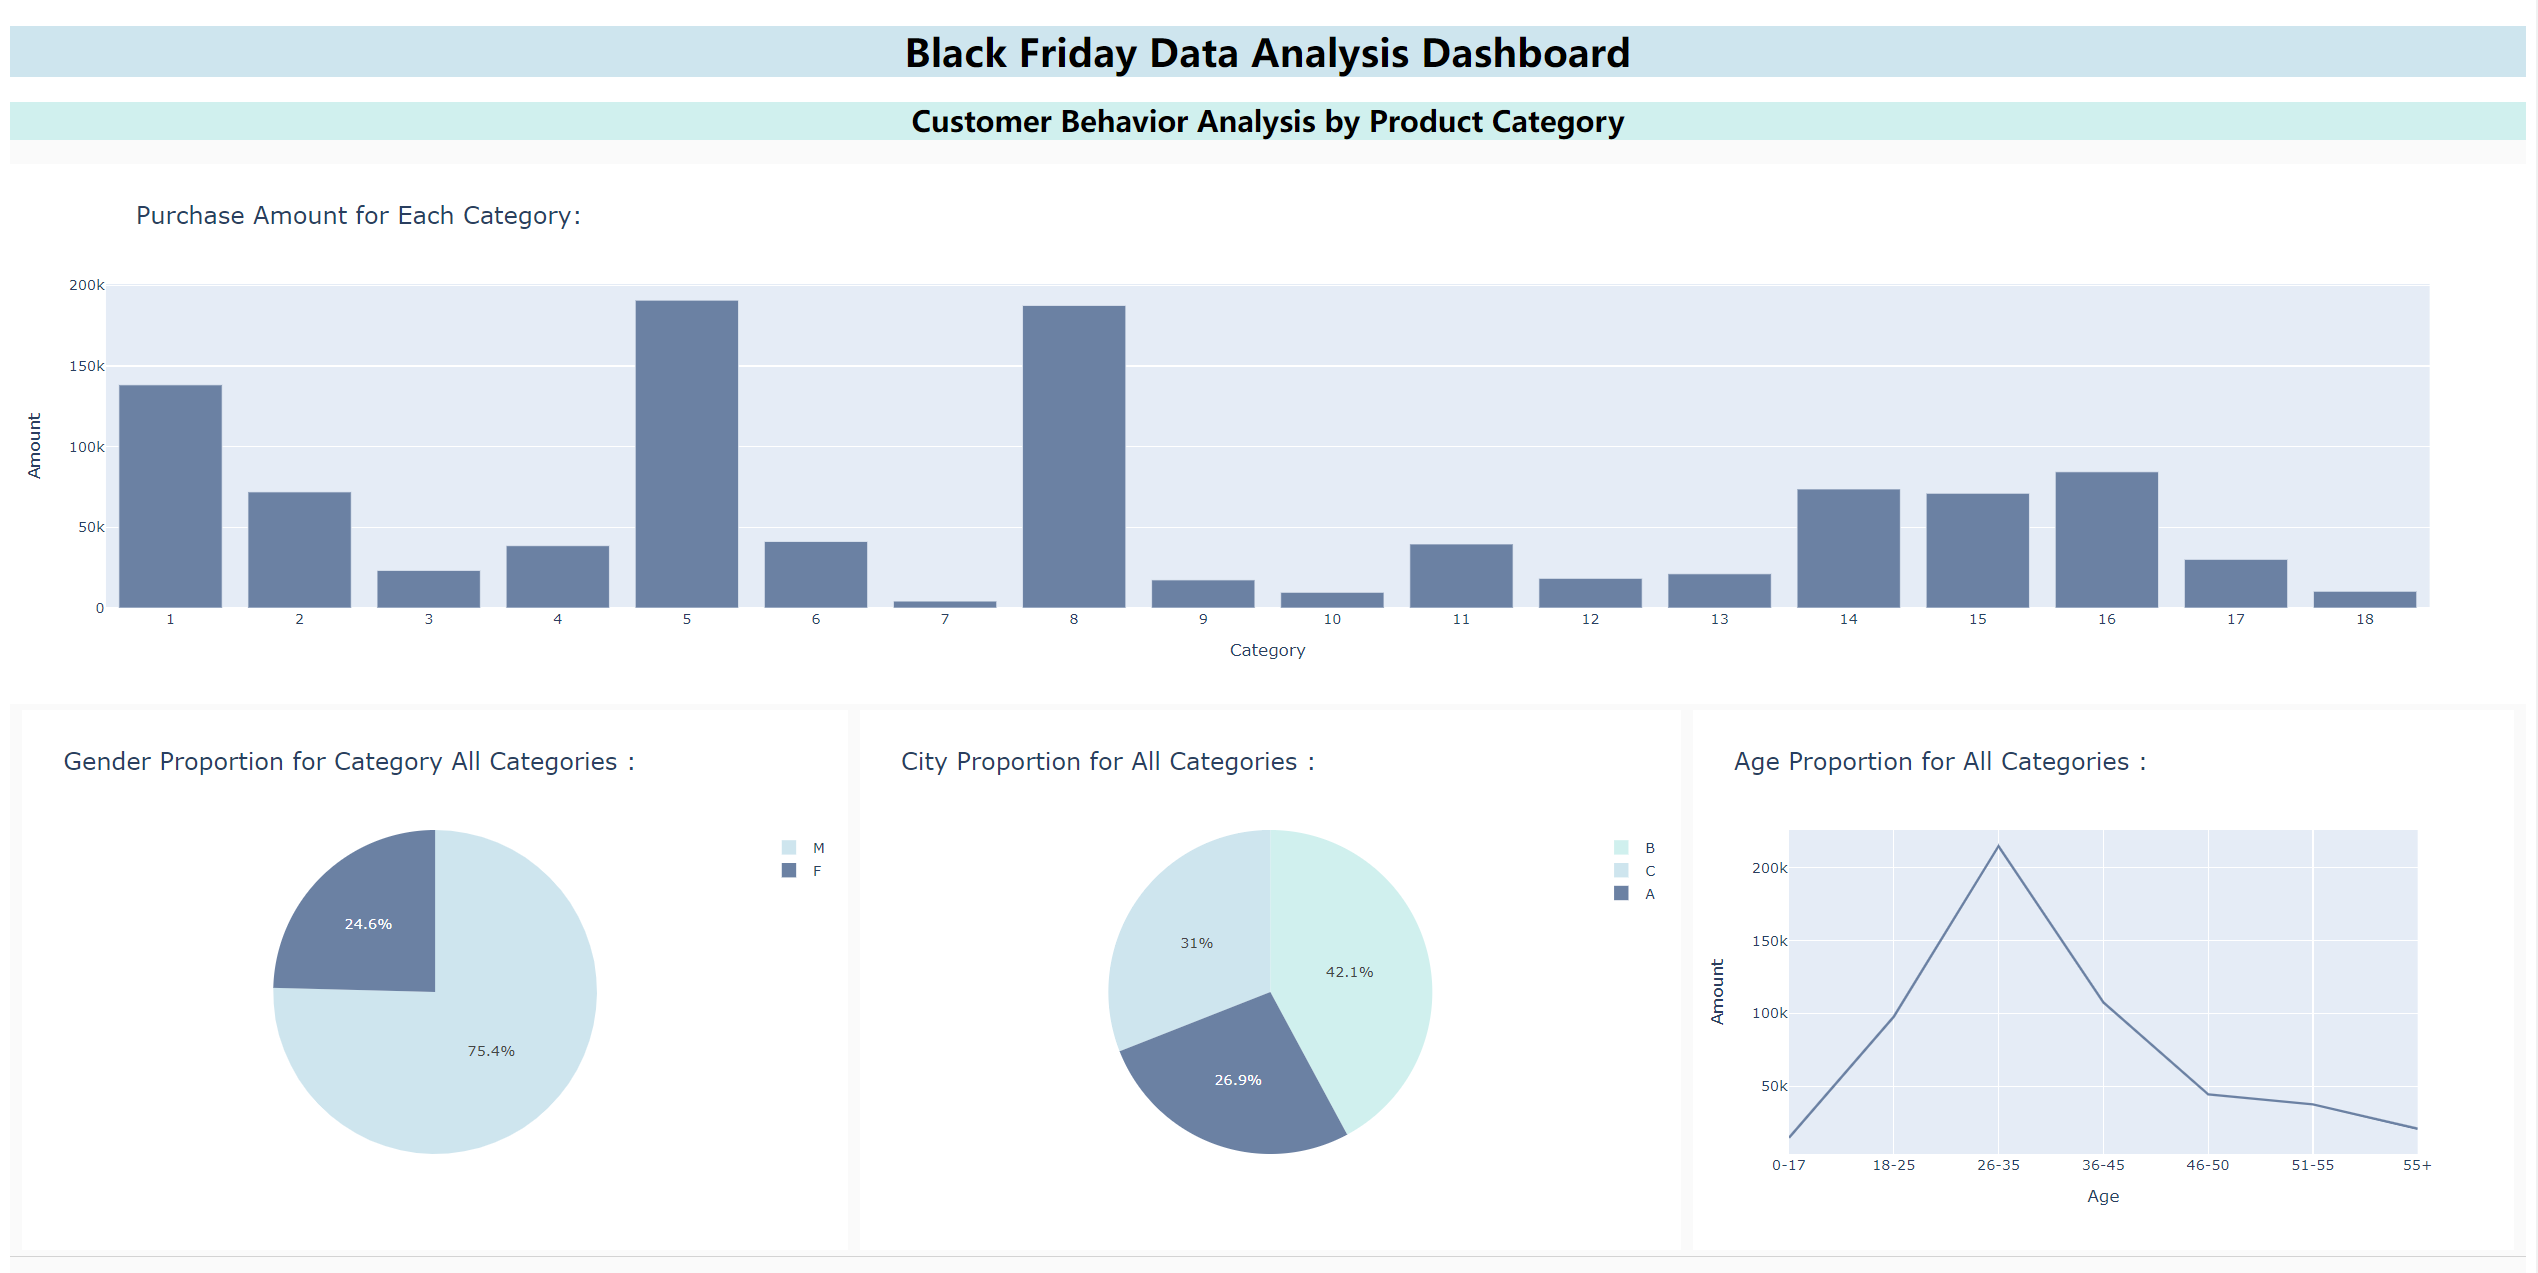 Black Friday Data Analysis Dashboard
Customer Behavior Analysis by Product Category
Purchase Amount for Each Category:
200k
150k
100k
50k
0
Amount
1 2 3 4 5 6 7 8 9 10 11 12 13 14 15 16 17 18
Category
Gender Proportion for Category All Categories :
M
F
24.6%
75.4%
City Proportion for All Categories :
B
C
A
31%
42.1%
26.9%
Age Proportion for All Categories :
200k
150k
100k
50k
Amount
0-17 18-25 26-35 36-45 46-50 51-55 55+
Age